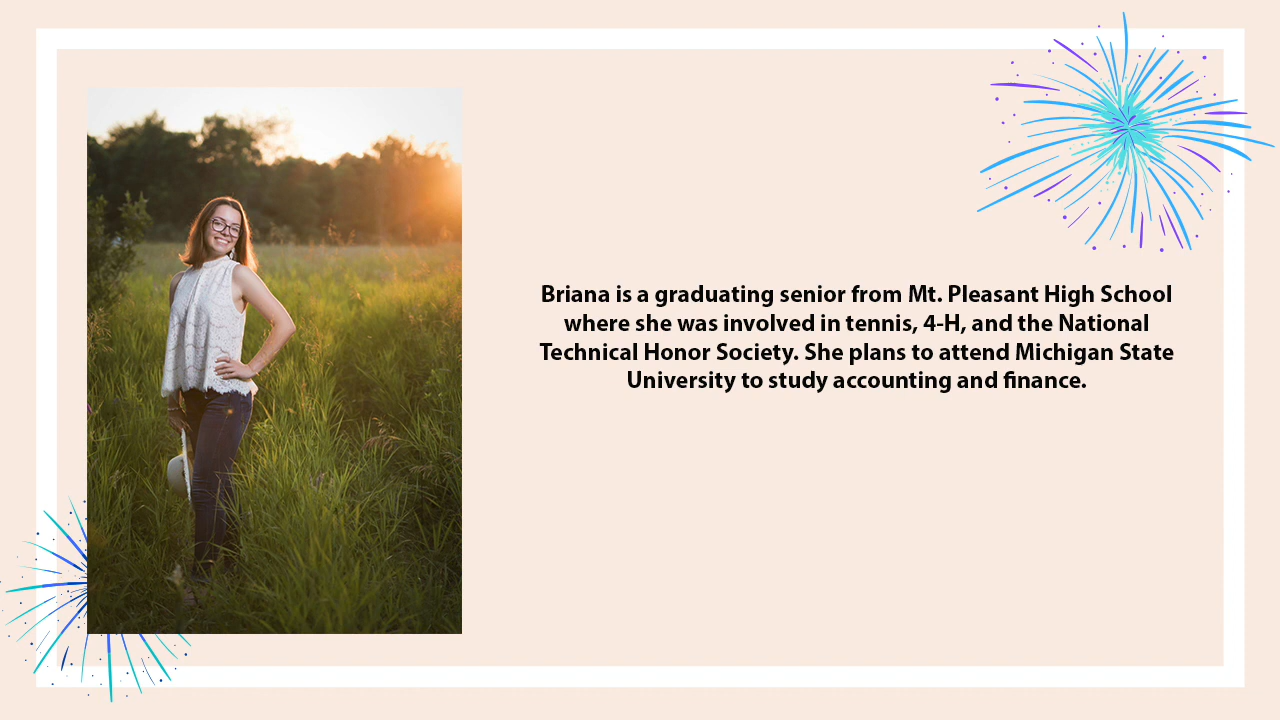 Briana is a graduating senior from Mt. Pleasant High School
where she was involved in tennis, 4-H, and the National
Technical Honor Society. She plans to attend Michigan State
University to study accounting and finance.